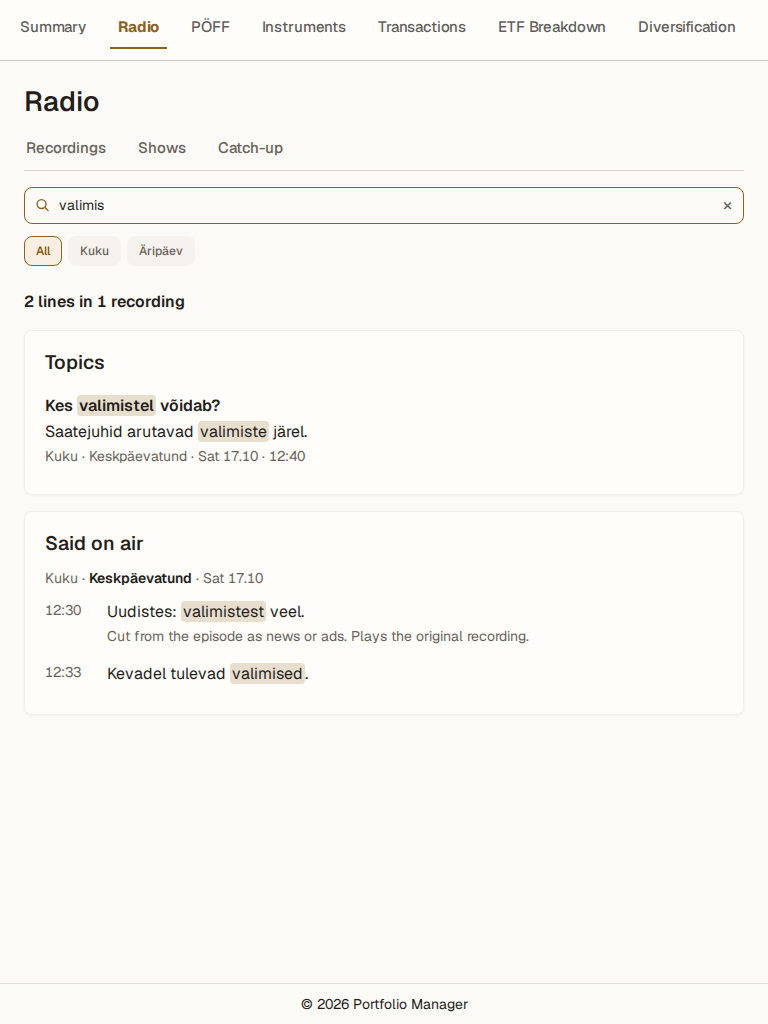 Summary Radio PÖFF Instruments Transactions ETF Breakdown Diversification
Radio
Recordings Shows Catch-up
valimis ×
All Kuku Äripäev
2 lines in 1 recording
Topics
Kes valimistel võidab?
Saatejuhid arutavad valimiste järel.
Kuku · Keskpäevatund · Sat 17.10 · 12:40
Said on air
Kuku · Keskpäevatund · Sat 17.10
12:30 Uudistes: valimistest veel.
Cut from the episode as news or ads. Plays the original recording.
12:33 Kevadel tulevad valimised.
© 2026 Portfolio Manager